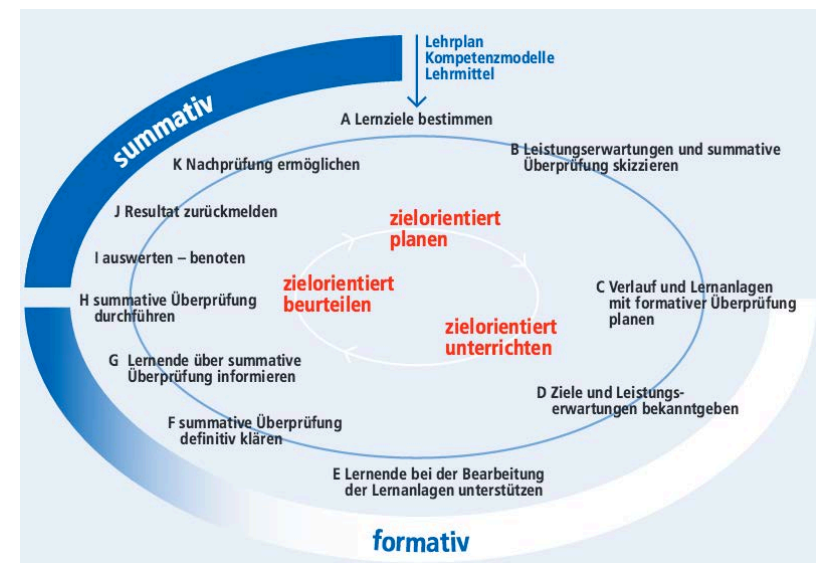 Lehrplan
Kompetenzmodelle
Lehrmittel
A Lernziele bestimmen
B Leistungserwartungen und summative
Überprüfung skizzieren
C Verlauf und Lernanlagen
mit formativer Überprüfung
planen
D Ziele und Leistungs-
erwartungen bekanntgeben
E Lernende bei der Bearbeitung
der Lernanlagen unterstützen
F summative Überprüfung
definitiv klären
G Lernende über summative
Überprüfung informieren
H summative Überprüfung
durchführen
I auswerten – benoten
J Resultat zurückmelden
K Nachprüfung ermöglichen
summativ
zielorientiert
planen
zielorientiert
unterrichten
zielorientiert
beurteilen
formativ